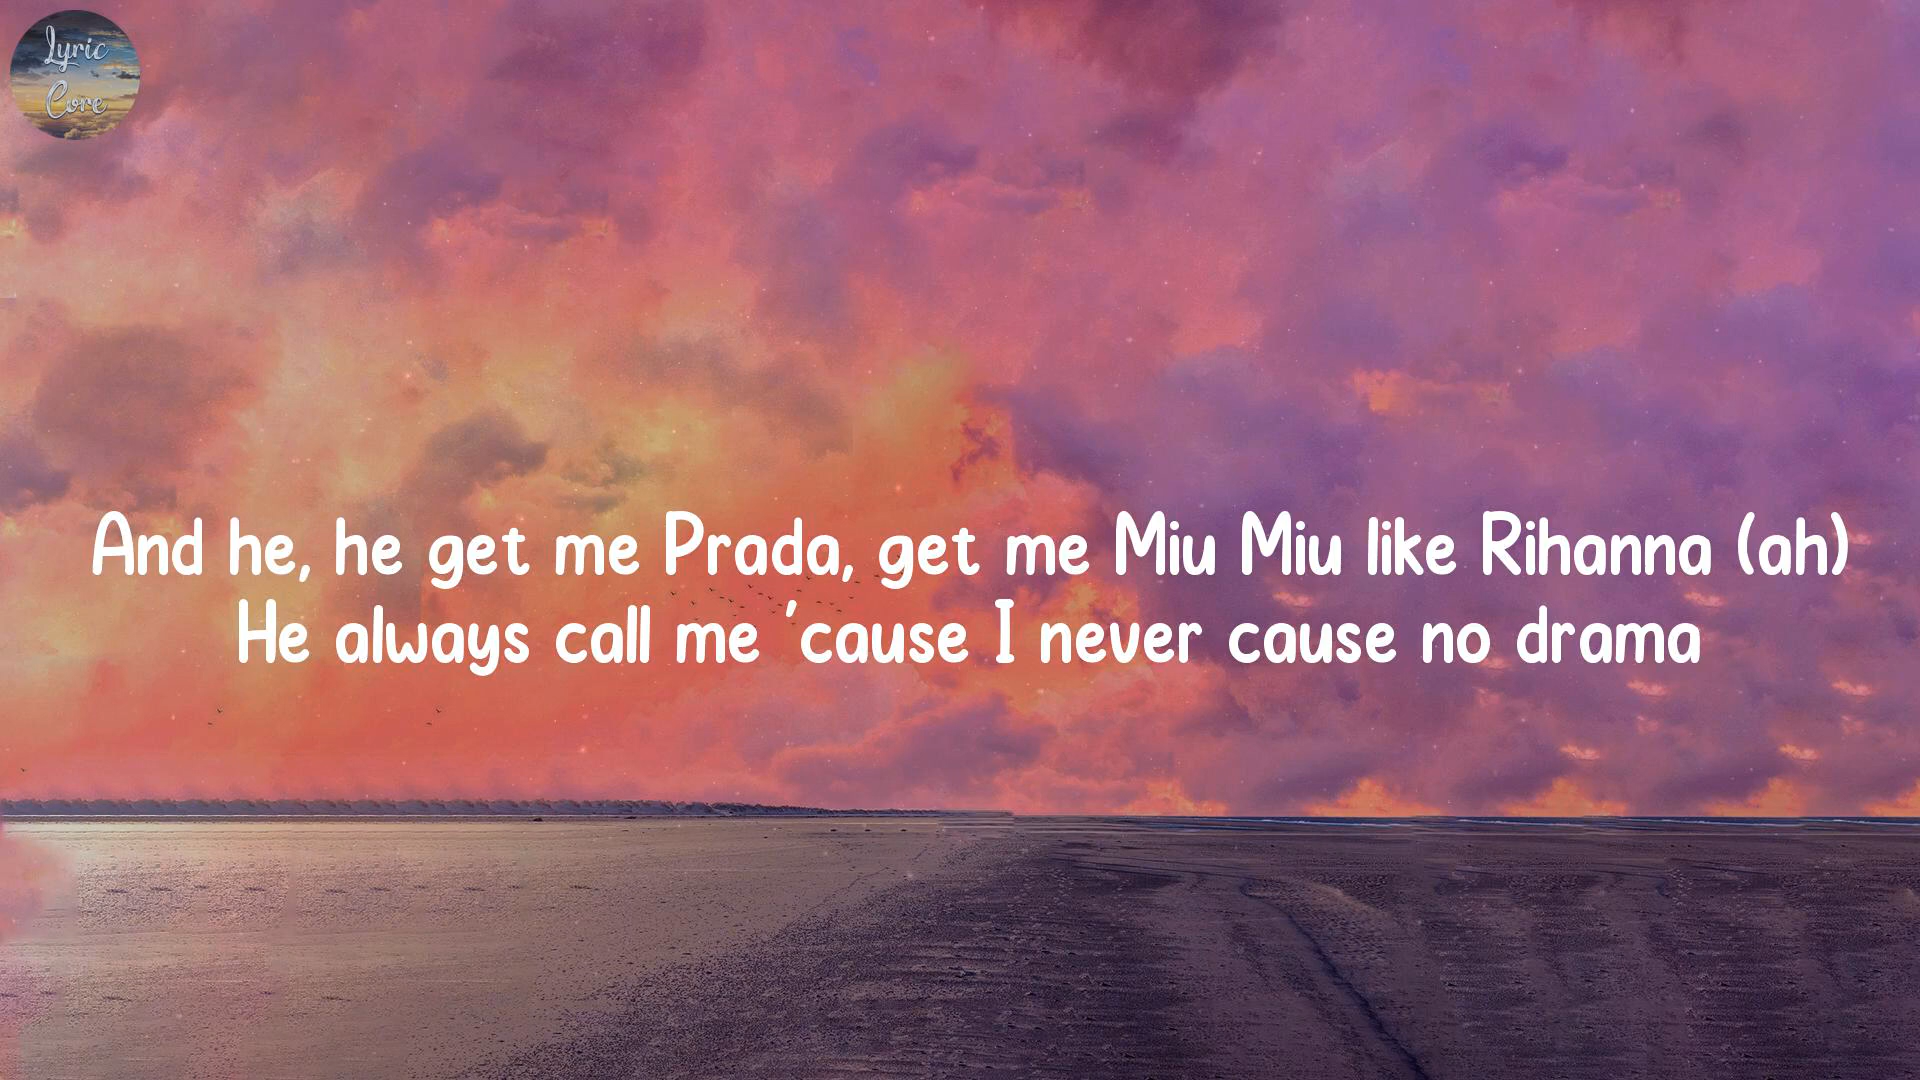 Lyric
Core
And he, he get me Prada, get me Miu Miu like Rihanna (ah)
He always call me 'cause I never cause no drama